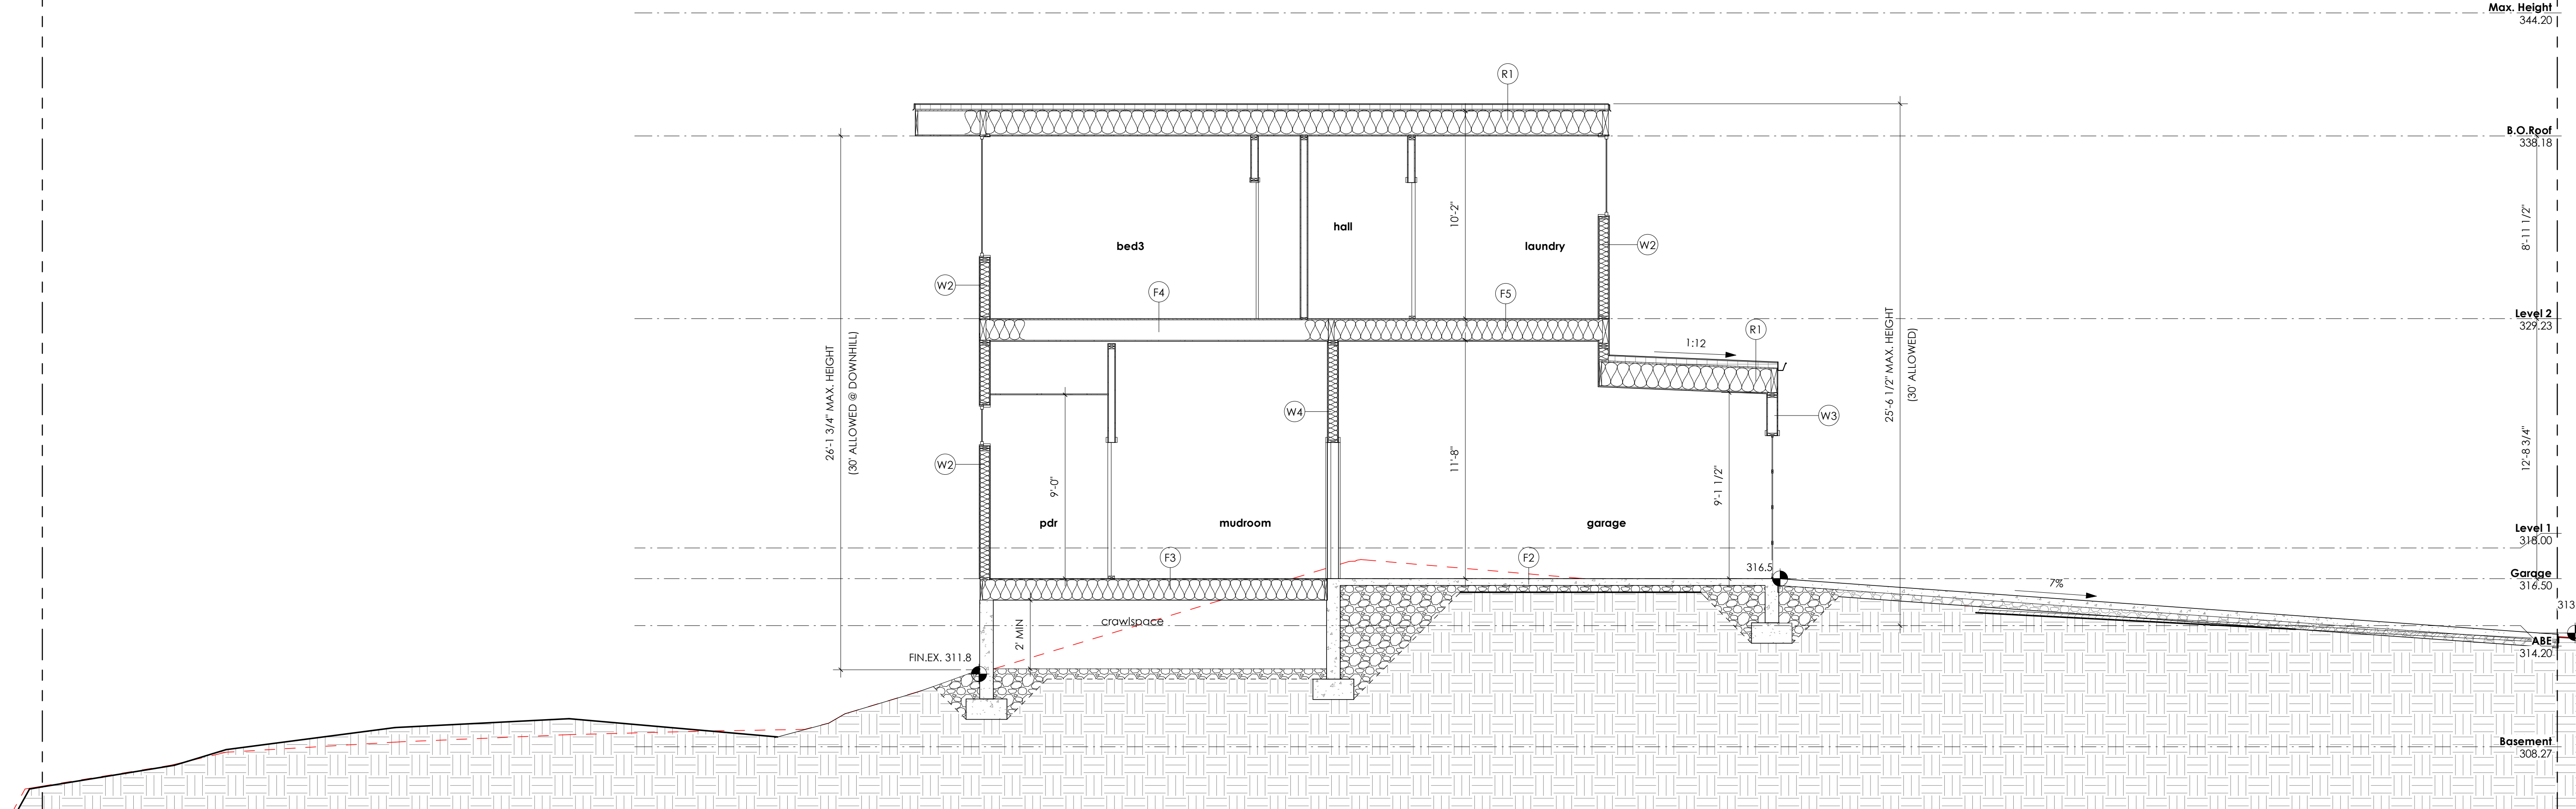 Max. Height
344.20
R1
B.O.Roof
338.18
8'-11 1/2"
10'-2"
hall
bed3
laundry
W2
W2
F4
F5
Level 2
329.23
R1
1:12
26'-1 3/4" MAX. HEIGHT
(30' ALLOWED @ DOWNHILL)
25'-6 1/2" MAX. HEIGHT
(30' ALLOWED)
W4
W3
W2
9'-0"
11'-8"
9'-1 1/2"
12'-8 3/4"
pdr
mudroom
garage
Level 1
318.00
F3
F2
316.5
Garage
316.50
7%
313
crawlspace
2' MIN
FIN.EX. 311.8
ABE
314.20
Basement
308.27